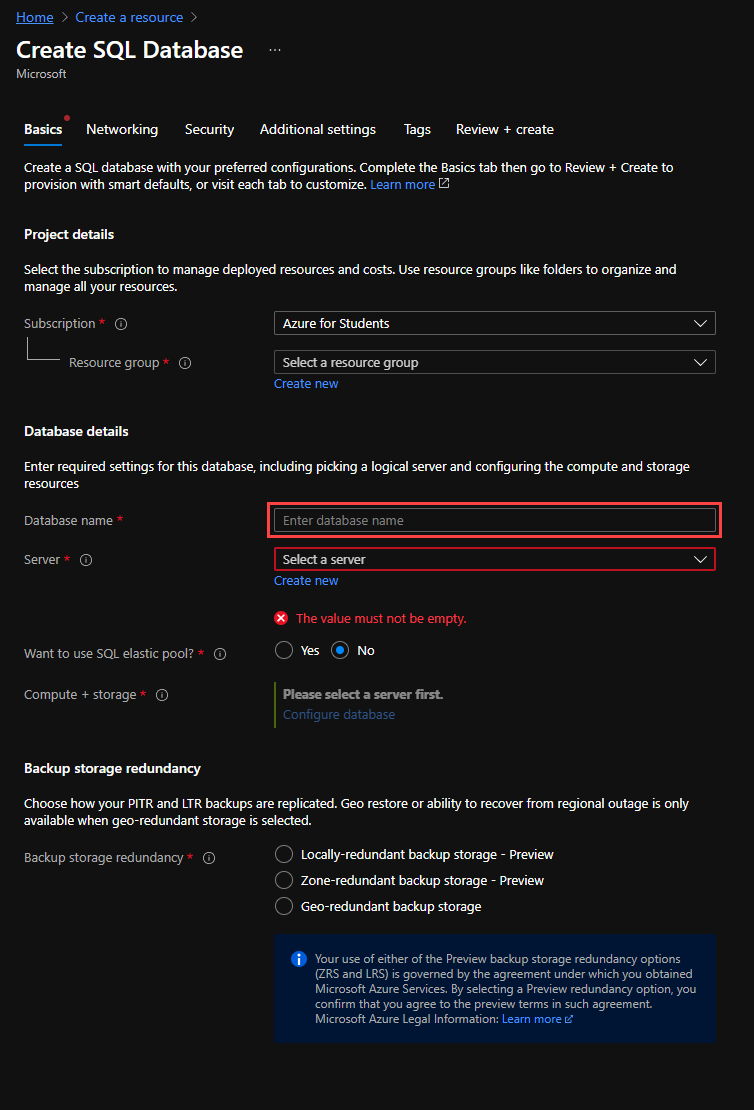 Home > Create a resource >
Create SQL Database ...
Microsoft
Basics Networking Security Additional settings Tags Review + create
Create a SQL database with your preferred configurations. Complete the Basics tab then go to Review + Create to
provision with smart defaults, or visit each tab to customize. Learn more
Project details
Select the subscription to manage deployed resources and costs. Use resource groups like folders to organize and
manage all your resources.
Subscription * Azure for Students
Resource group * Select a resource group
Create new
Database details
Enter required settings for this database, including picking a logical server and configuring the compute and storage
resources
Database name * Enter database name
Server * Select a server
Create new
The value must not be empty.
Want to use SQL elastic pool? * Yes No
Compute + storage * Please select a server first.
Configure database
Backup storage redundancy
Choose how your PITR and LTR backups are replicated. Geo restore or ability to recover from regional outage is only
available when geo-redundant storage is selected.
Backup storage redundancy * Locally-redundant backup storage - Preview
Zone-redundant backup storage - Preview
Geo-redundant backup storage
Your use of either of the Preview backup storage redundancy options
(ZRS and LRS) is governed by the agreement under which you obtained
Microsoft Azure Services. By selecting a Preview redundancy option, you
confirm that you agree to the preview terms in such agreement.
Microsoft Azure Legal Information: Learn more